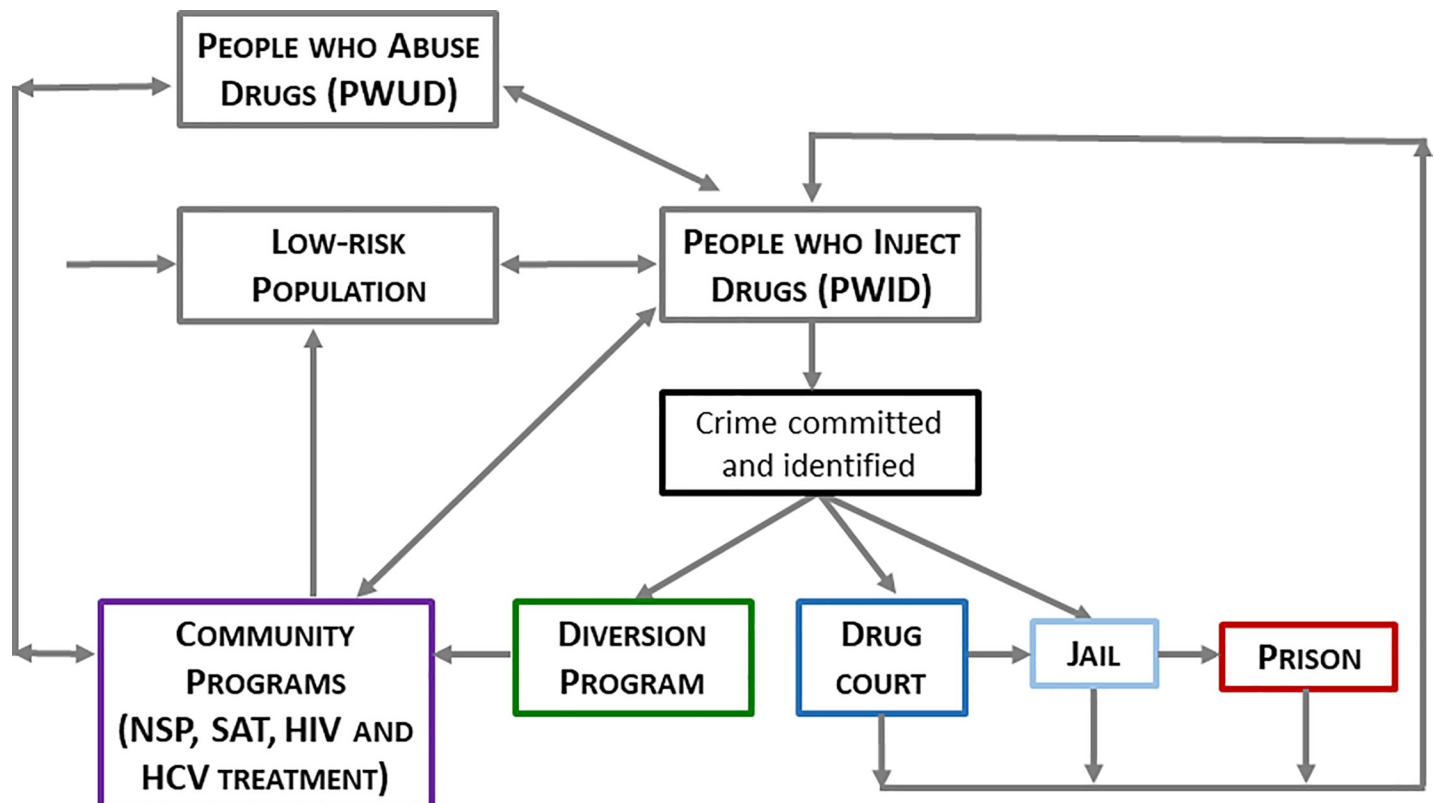 PEOPLE WHO ABUSE
DRUGS (PWUD)
LOW-RISK
POPULATION
PEOPLE WHO INJECT
DRUGS (PWID)
Crime committed
and identified
COMMUNITY
PROGRAMS
(NSP, SAT, HIV AND
HCV TREATMENT)
DIVERSION
PROGRAM
DRUG
COURT
JAIL
PRISON